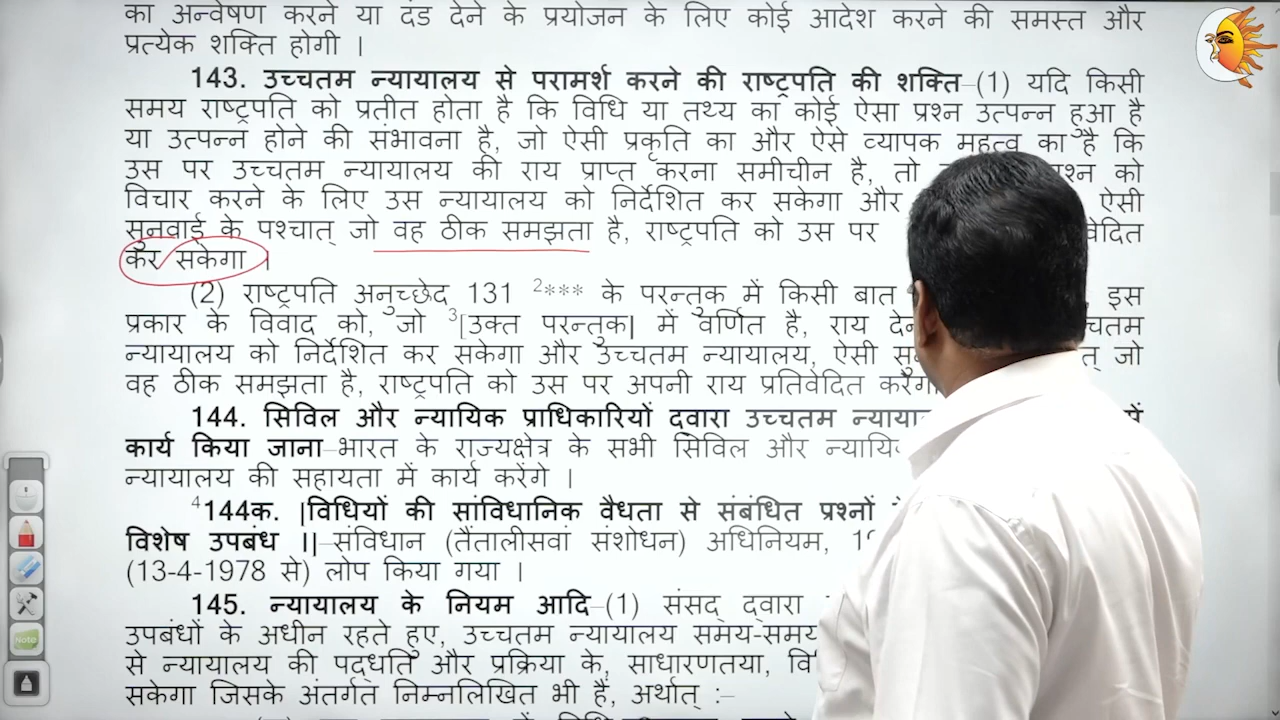 का अन्वेषण करने या दंड देने के प्रयोजन के लिए कोई आदेश करने की समस्त और
प्रत्येक शक्ति होगी ।
143. उच्चतम न्यायालय से परामर्श करने की राष्ट्रपति की शक्ति–(1) यदि किसी
समय राष्ट्रपति को प्रतीत होता है कि विधि या तथ्य का कोई ऐसा प्रश्न उत्पन्न हुआ है
या उत्पन्न होने की संभावना है, जो ऐसी प्रकृति का और ऐसे व्यापक महत्व का है कि
उस पर उच्चतम न्यायालय की राय प्राप्त करना समीचीन है, तो को
विचार करने के लिए उस न्यायालय को निर्देशित कर सकेगा और ऐसी
सुनवाई के पश्चात् जो वह ठीक समझता है, राष्ट्रपति को उस पर
कर सकेगा ।
(2) राष्ट्रपति अनुच्छेद 131 2*** के परन्तुक में किसी बात इस
प्रकार के विवाद को, जो 3[उक्त परन्तुक] में वर्णित है, राय
न्यायालय को निर्देशित कर सकेगा और उच्चतम न्यायालय, ऐसी जो
वह ठीक समझता है, राष्ट्रपति को उस पर अपनी राय प्रतिवेदित करेगा
144. सिविल और न्यायिक प्राधिकारियों द्वारा उच्चतम
कार्य किया जाना–भारत के राज्यक्षेत्र के सभी सिविल और
न्यायालय की सहायता में कार्य करेंगे ।
4144क. [विधियों की सांविधानिक वैधता से संबंधित प्रश्नों
विशेष उपबंध ।]–संविधान (तैंतालीसवां संशोधन) अधिनियम,
(13-4-1978 से) लोप किया गया ।
145. न्यायालय के नियम आदि–(1) संसद् द्वारा
उपबंधों के अधीन रहते हुए, उच्चतम न्यायालय समय-समय
से न्यायालय की पद्धति और प्रक्रिया के, साधारणतया,
सकेगा जिसके अंतर्गत निम्नलिखित भी हैं, अर्थात् :–
Note